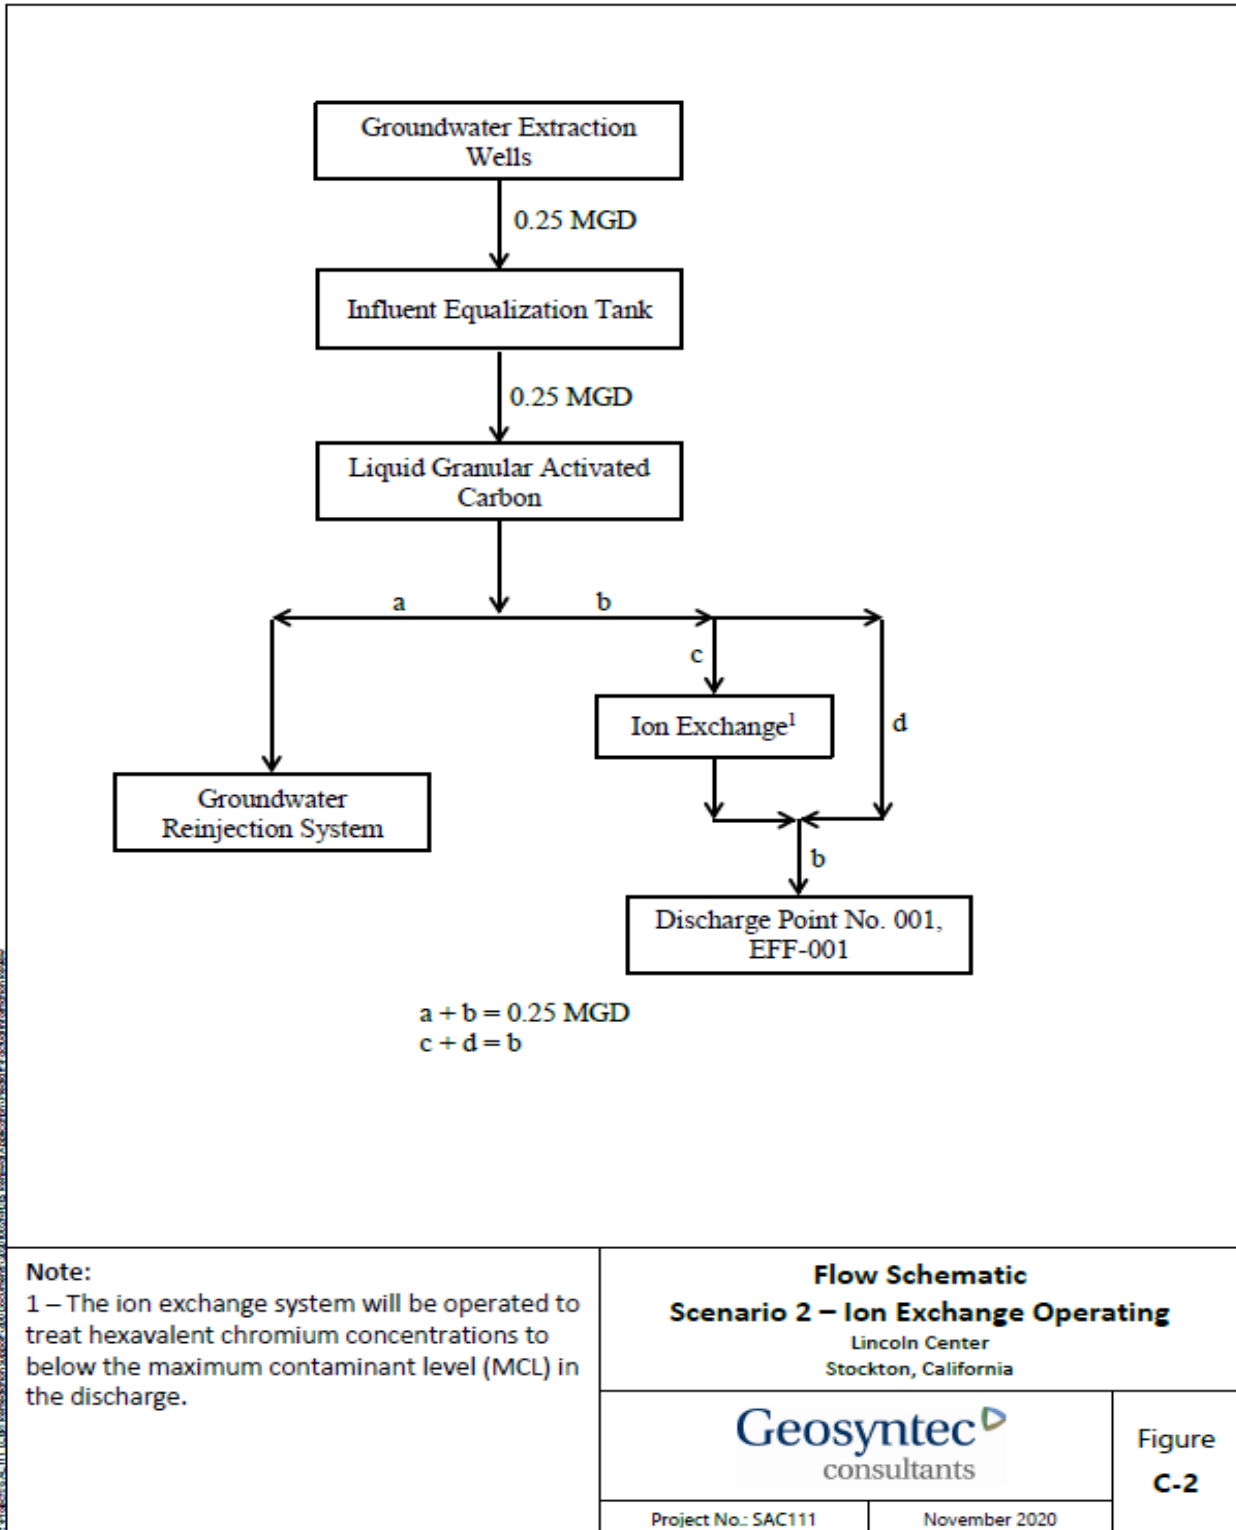 Groundwater Extraction
Wells
0.25 MGD
Influent Equalization Tank
0.25 MGD
Liquid Granular Activated
Carbon
a
b
c
Ion Exchange¹
d
Groundwater
Reinjection System
b
Discharge Point No. 001,
EFF-001
a + b = 0.25 MGD
c + d = b
Note:
1 – The ion exchange system will be operated to
treat hexavalent chromium concentrations to
below the maximum contaminant level (MCL) in
the discharge.
Flow Schematic
Scenario 2 – Ion Exchange Operating
Lincoln Center
Stockton, California
Geosyntec
consultants
Figure
C-2
Project No.: SAC111
November 2020